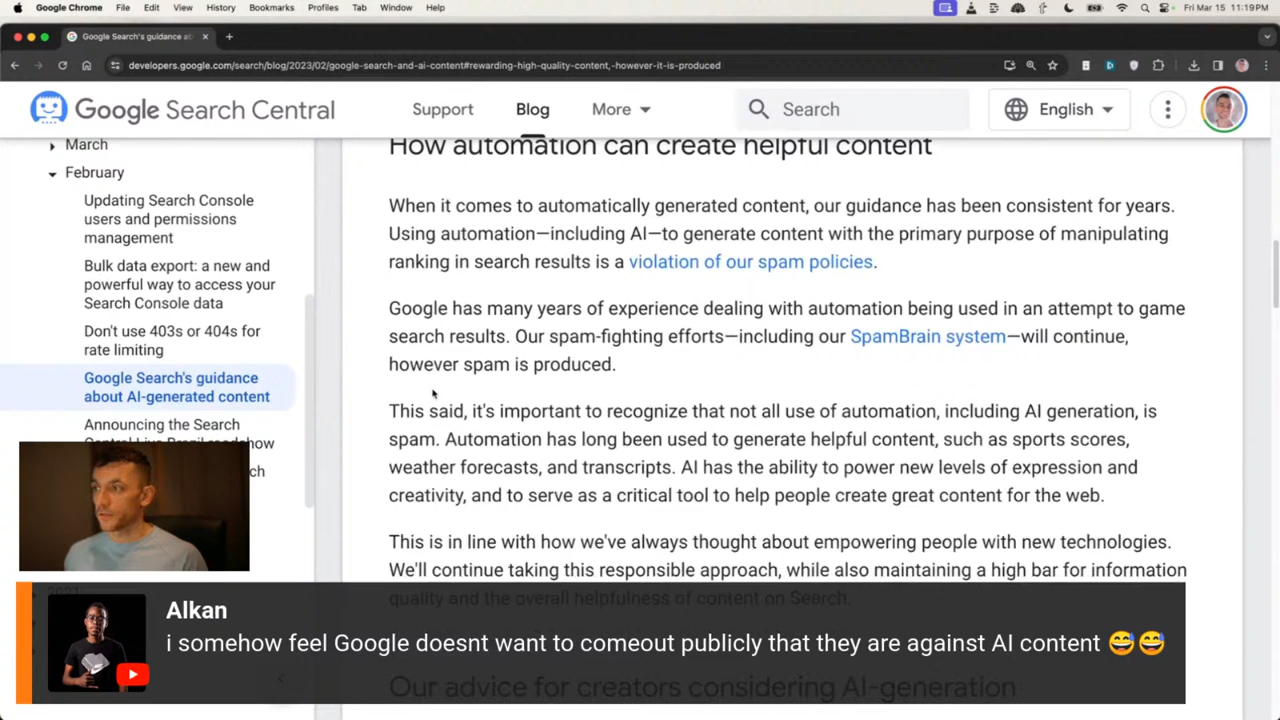 Google Chrome File Edit View History Bookmarks Profiles Tab Window Help Fri Mar 15 11:19PM
Google Search's guidance ab
developers.google.com/search/blog/2023/02/google-search-and-ai-content#rewarding-high-quality-content,-however-it-is-produced
Google Search Central Support Blog More Search English
March
February
Updating Search Console
users and permissions
management
Bulk data export: a new and
powerful way to access your
Search Console data
Don't use 403s or 404s for
rate limiting
Google Search's guidance
about AI-generated content
Announcing the Search
Central Live Brazil roadshow
How automation can create helpful content
When it comes to automatically generated content, our guidance has been consistent for years.
Using automation—including AI—to generate content with the primary purpose of manipulating
ranking in search results is a violation of our spam policies.
Google has many years of experience dealing with automation being used in an attempt to game
search results. Our spam-fighting efforts—including our SpamBrain system—will continue,
however spam is produced.
This said, it's important to recognize that not all use of automation, including AI generation, is
spam. Automation has long been used to generate helpful content, such as sports scores,
weather forecasts, and transcripts. AI has the ability to power new levels of expression and
creativity, and to serve as a critical tool to help people create great content for the web.
This is in line with how we've always thought about empowering people with new technologies.
We'll continue taking this responsible approach, while also maintaining a high bar for information
quality and the overall helpfulness of content on Search.
Alkan
i somehow feel Google doesnt want to comeout publicly that they are against AI content 😅😅
Our advice for creators considering AI-generation